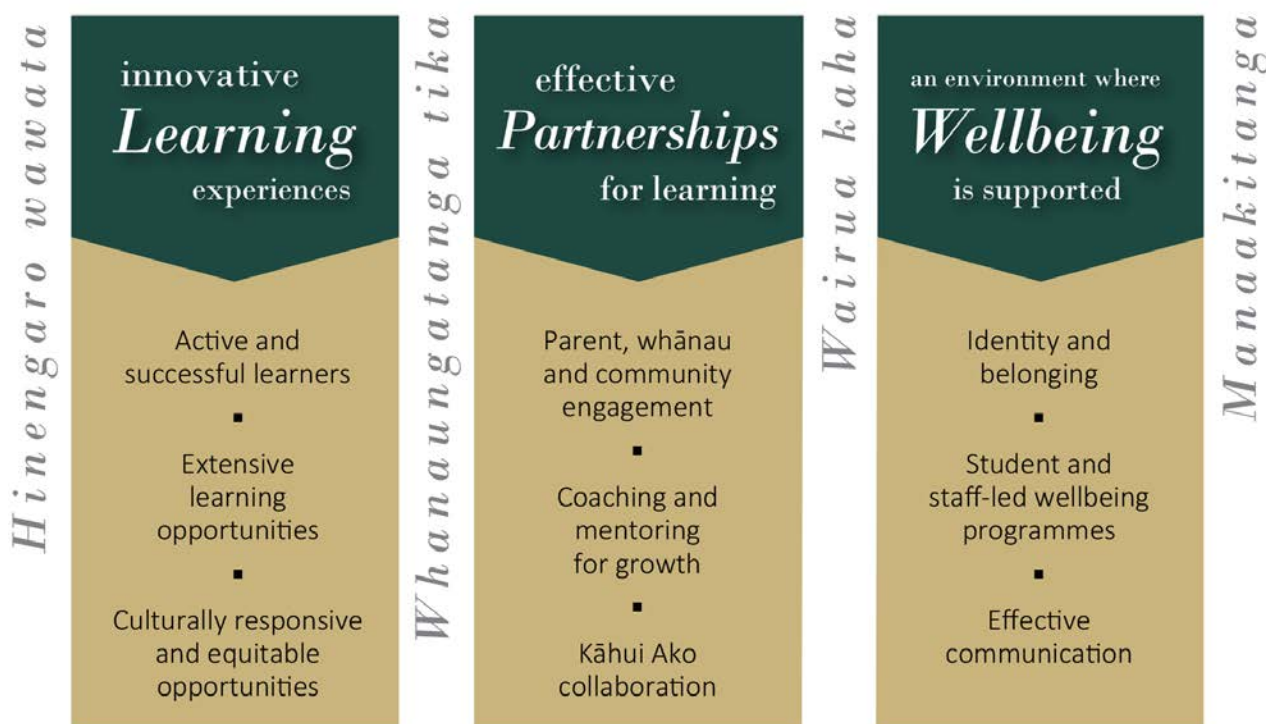 Hinengaro wawata
innovative
Learning
experiences
Active and
successful learners
▪
Extensive
learning
opportunities
▪
Culturally responsive
and equitable
opportunities
Whanaungatanga tika
effective
Partnerships
for learning
Parent, whānau
and community
engagement
▪
Coaching and
mentoring
for growth
▪
Kāhui Ako
collaboration
Wairua kaha
an environment where
Wellbeing
is supported
Identity and
belonging
▪
Student and
staff-led wellbeing
programmes
▪
Effective
communication
Manaakitanga